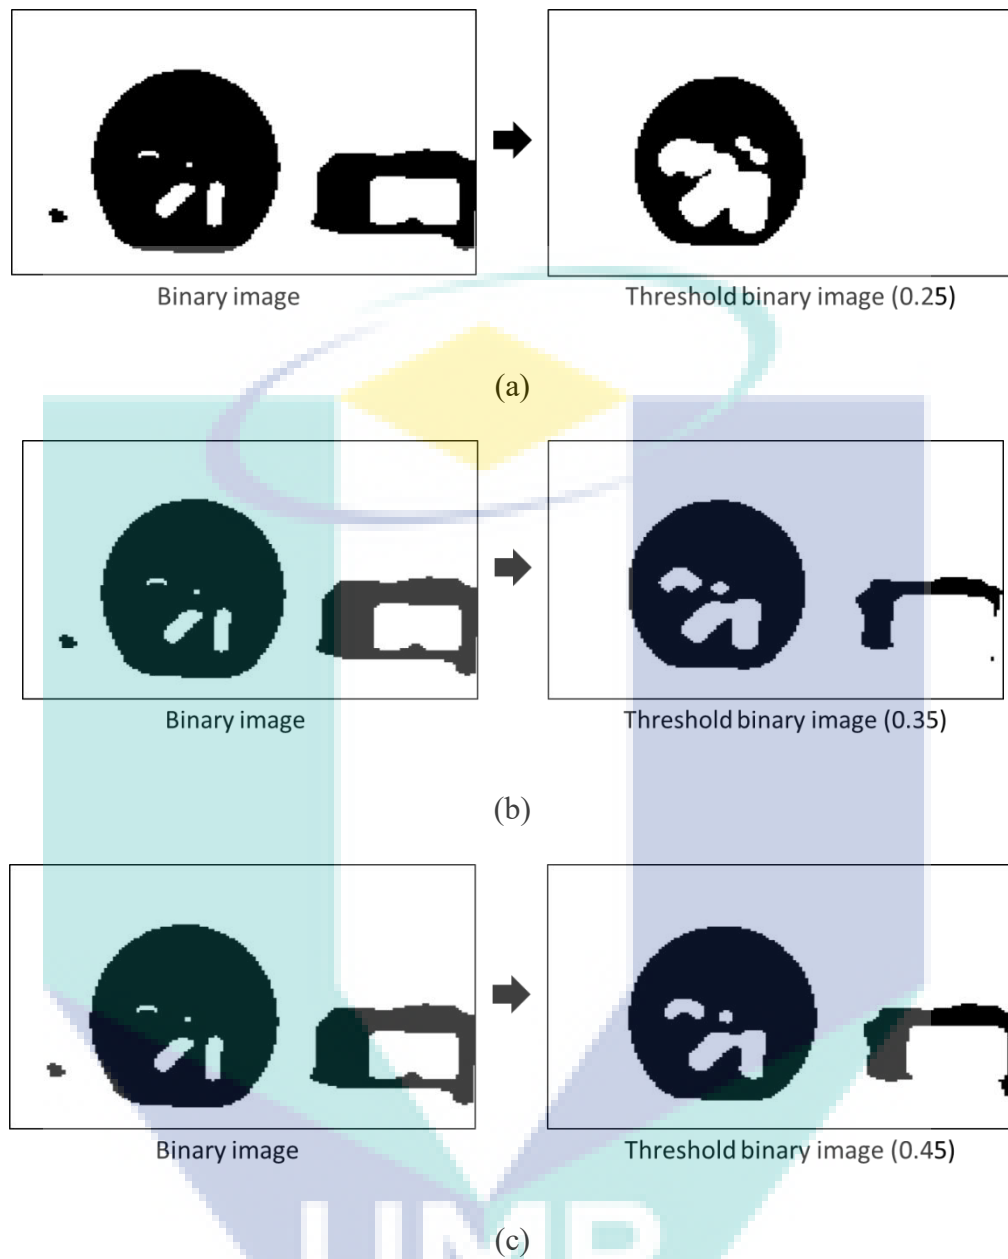 Binary image
Threshold binary image (0.25)
(a)
Binary image
Threshold binary image (0.35)
(b)
Binary image
Threshold binary image (0.45)
UMP
(c)